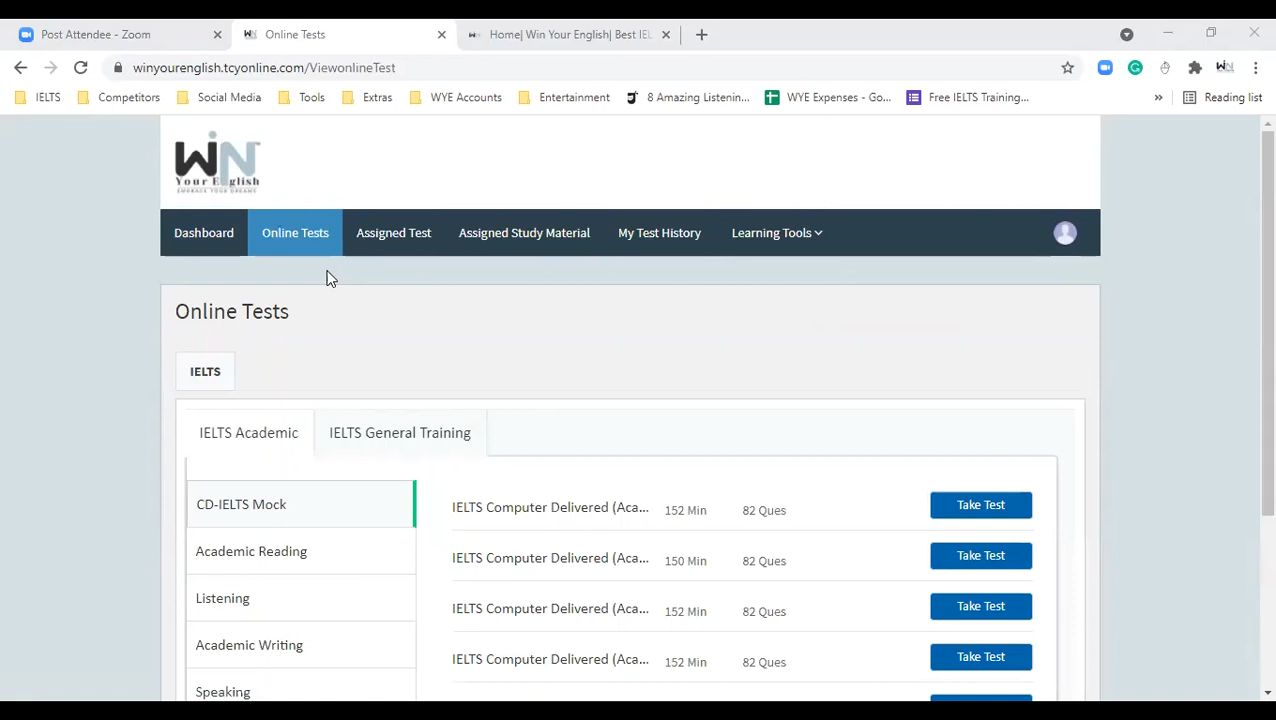 Post Attendee - Zoom
Online Tests
Home| Win Your English| Best IEL
winyourenglish.tcyonline.com/ViewonlineTest
IELTS
Competitors
Social Media
Tools
Extras
WYE Accounts
Entertainment
8 Amazing Listenin...
WYE Expenses - Go...
Free IELTS Training...
Reading list
WiN
Your English
EMBRACE YOUR DREAMS
Dashboard
Online Tests
Assigned Test
Assigned Study Material
My Test History
Learning Tools
Online Tests
IELTS
IELTS Academic
IELTS General Training
CD-IELTS Mock
Academic Reading
Listening
Academic Writing
Speaking
IELTS Computer Delivered (Aca... 152 Min 82 Ques Take Test
IELTS Computer Delivered (Aca... 150 Min 82 Ques Take Test
IELTS Computer Delivered (Aca... 152 Min 82 Ques Take Test
IELTS Computer Delivered (Aca... 152 Min 82 Ques Take Test